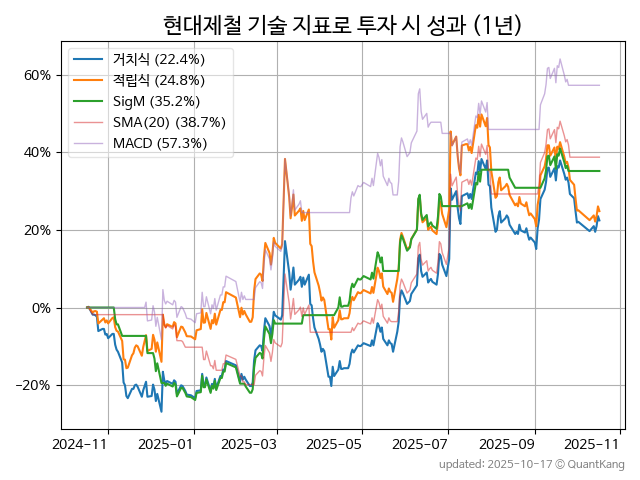 현대제철 기술 지표로 투자 시 성과 (1년)
거치식 (22.4%)
적립식 (24.8%)
SigM (35.2%)
SMA(20) (38.7%)
MACD (57.3%)
60%
40%
20%
0%
−20%
2024−11
2025−01
2025−03
2025−05
2025−07
2025−09
2025−11
updated: 2025-10-17 © QuantKang